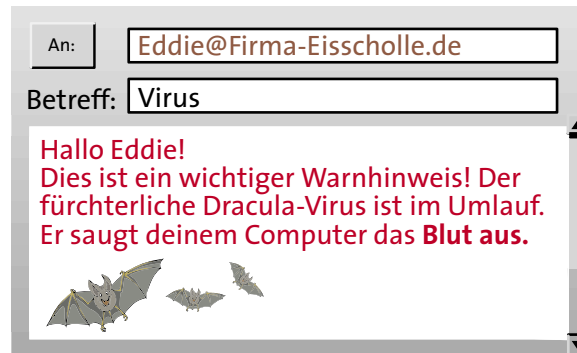 An: Eddie@Firma-Eisscholle.de
Betreff: Virus
Hallo Eddie!
Dies ist ein wichtiger Warnhinweis! Der
fürchterliche Dracula-Virus ist im Umlauf.
Er saugt deinem Computer das Blut aus.